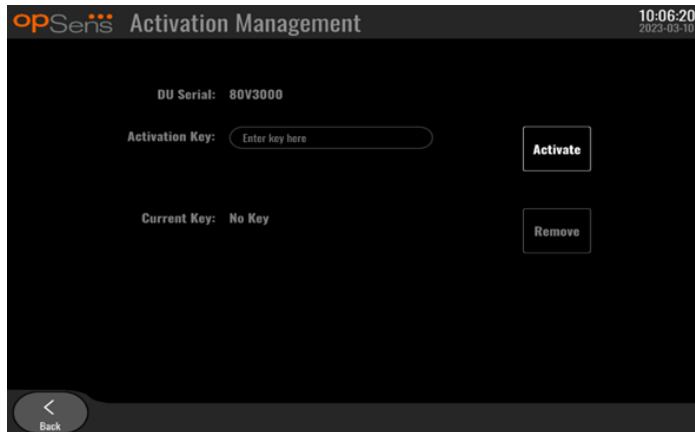 opSens Activation Management
10:06:20
2023-03-10
DU Serial: 80V3000
Activation Key: Enter key here
Activate
Current Key: No Key
Remove
Back